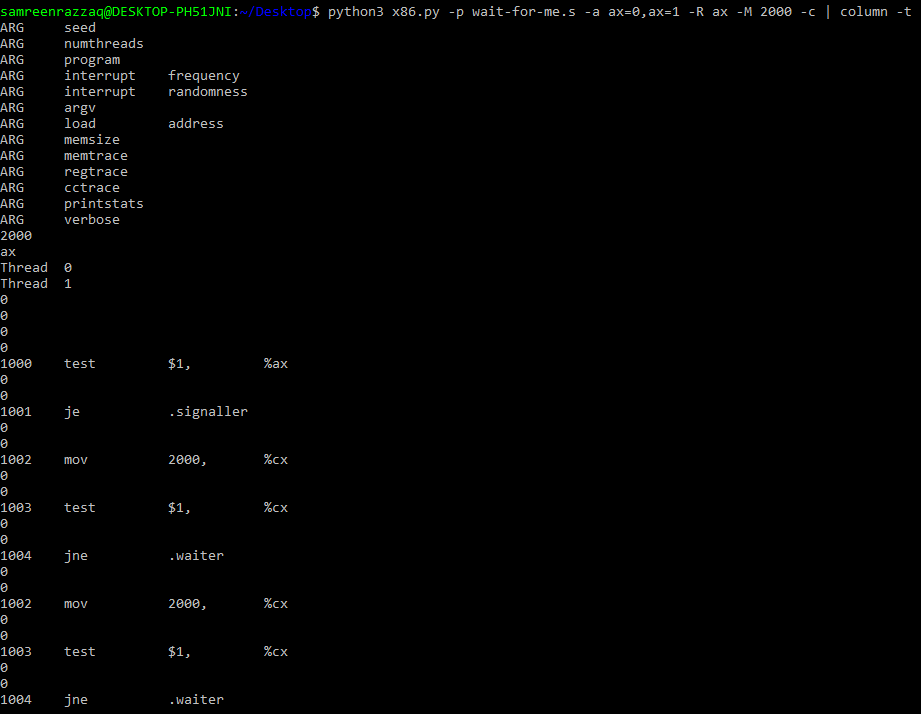 samreenrazzaq@DESKTOP-PH51JNI:~/Desktop$ python3 x86.py -p wait-for-me.s -a ax=0,ax=1 -R ax -M 2000 -c | column -t
ARG seed
ARG numthreads
ARG program
ARG interrupt frequency
ARG interrupt randomness
ARG argv
ARG load address
ARG memsize
ARG memtrace
ARG regtrace
ARG cctrace
ARG printstats
ARG verbose
2000
ax
Thread 0
Thread 1
0
0
0
0
1000 test $1, %ax
0
0
1001 je .signaller
0
0
1002 mov 2000, %cx
0
0
1003 test $1, %cx
0
0
1004 jne .waiter
0
0
1002 mov 2000, %cx
0
0
1003 test $1, %cx
0
0
1004 jne .waiter